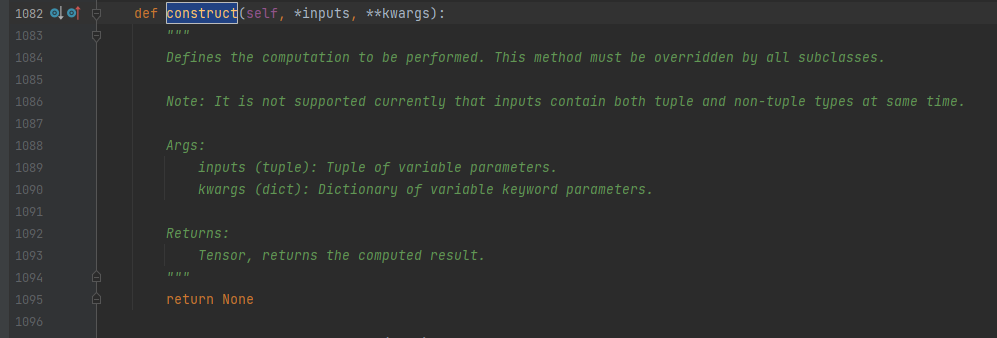 1082 def construct(self, *inputs, **kwargs):
1083 """
1084 Defines the computation to be performed. This method must be overridden by all subclasses.
1085
1086 Note: It is not supported currently that inputs contain both tuple and non-tuple types at same time.
1087
1088 Args:
1089 inputs (tuple): Tuple of variable parameters.
1090 kwargs (dict): Dictionary of variable keyword parameters.
1091
1092 Returns:
1093 Tensor, returns the computed result.
1094 """
1095 return None
1096